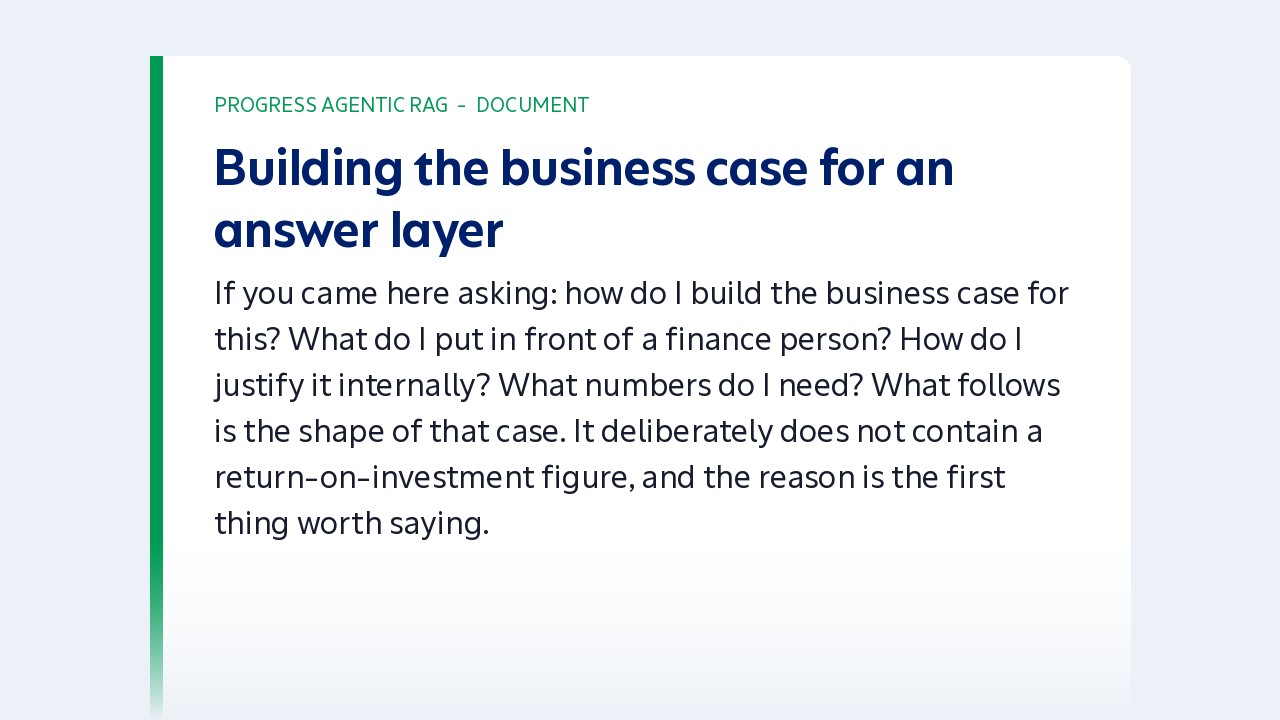 PROGRESS AGENTIC RAG - DOCUMENT
Building the business case for an
answer layer
If you came here asking: how do I build the business case for
this? What do I put in front of a finance person? How do I
justify it internally? What numbers do I need? What follows
is the shape of that case. It deliberately does not contain a
return-on-investment figure, and the reason is the first
thing worth saying.